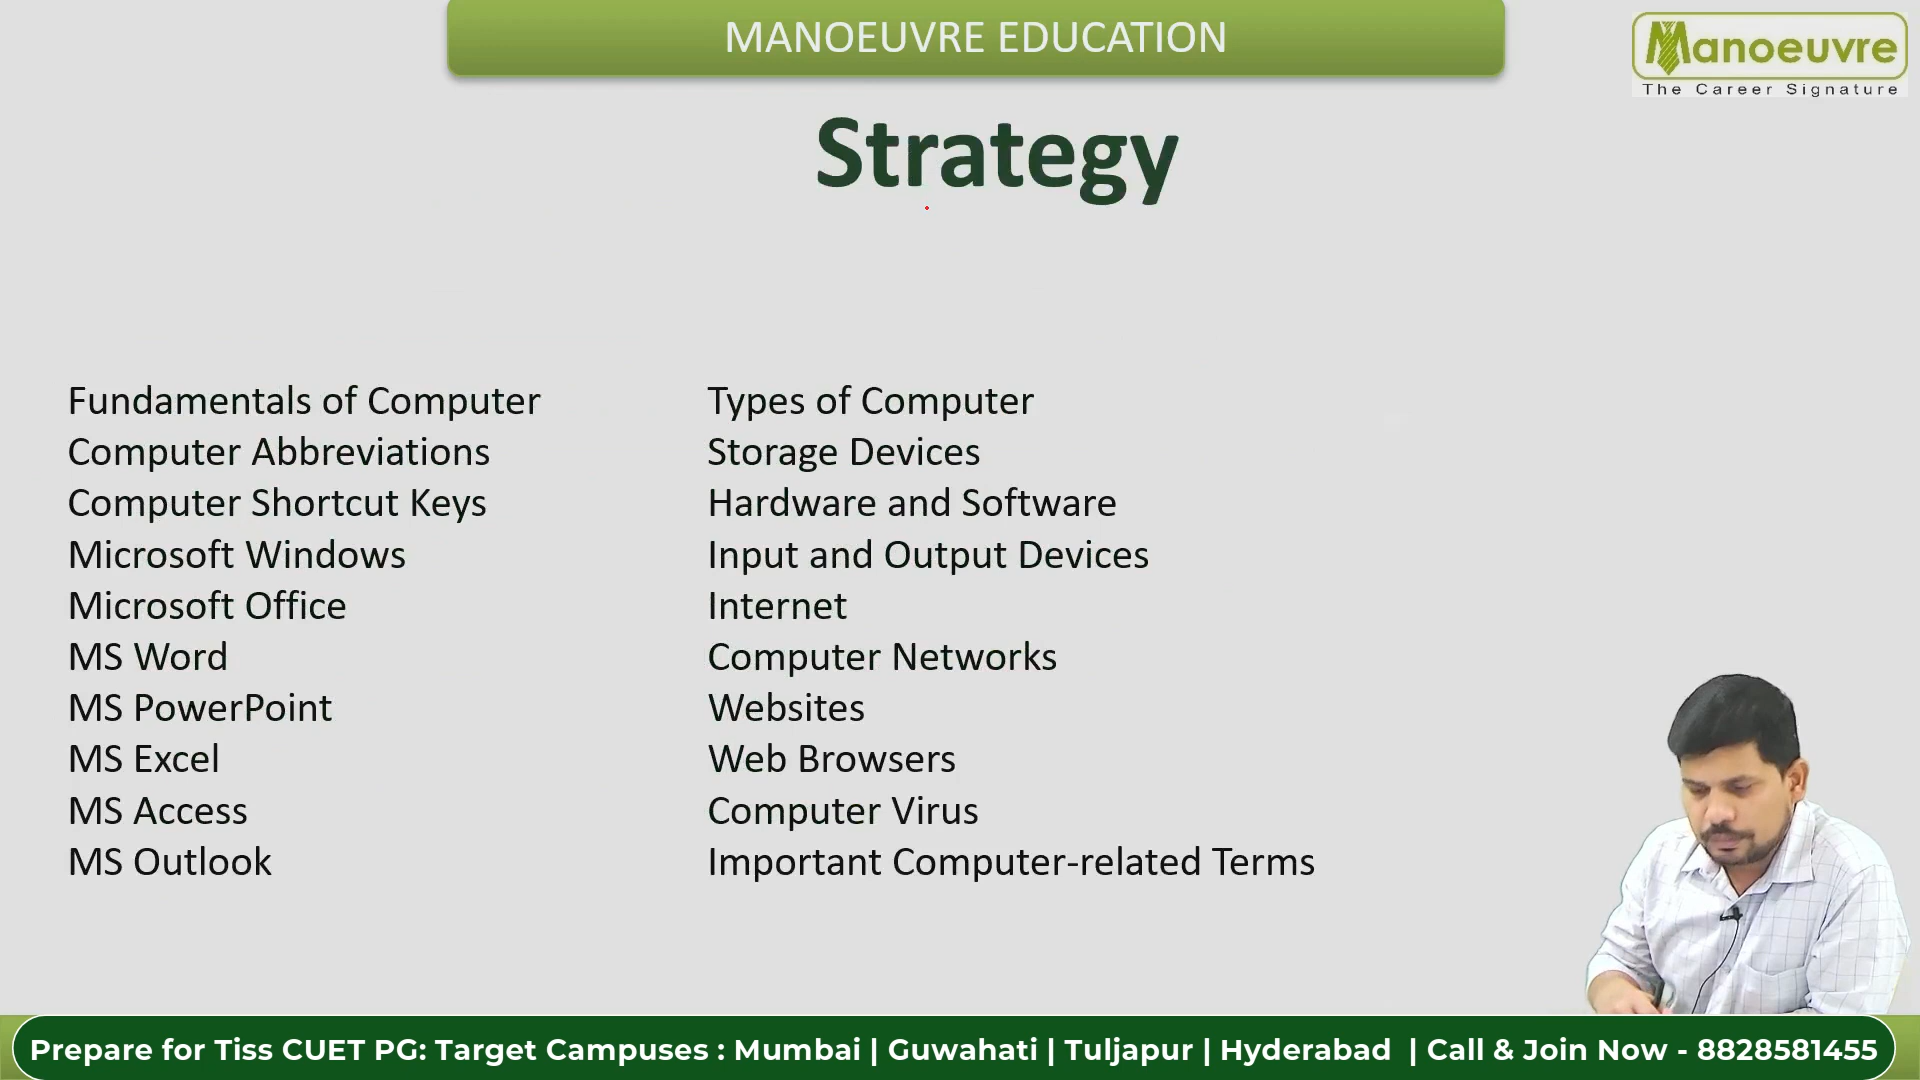 MANOEUVRE EDUCATION
Manoeuvre
The Career Signature
Strategy
Fundamentals of Computer
Computer Abbreviations
Computer Shortcut Keys
Microsoft Windows
Microsoft Office
MS Word
MS PowerPoint
MS Excel
MS Access
MS Outlook
Types of Computer
Storage Devices
Hardware and Software
Input and Output Devices
Internet
Computer Networks
Websites
Web Browsers
Computer Virus
Important Computer-related Terms
Prepare for Tiss CUET PG: Target Campuses : Mumbai | Guwahati | Tuljapur | Hyderabad | Call & Join Now - 8828581455